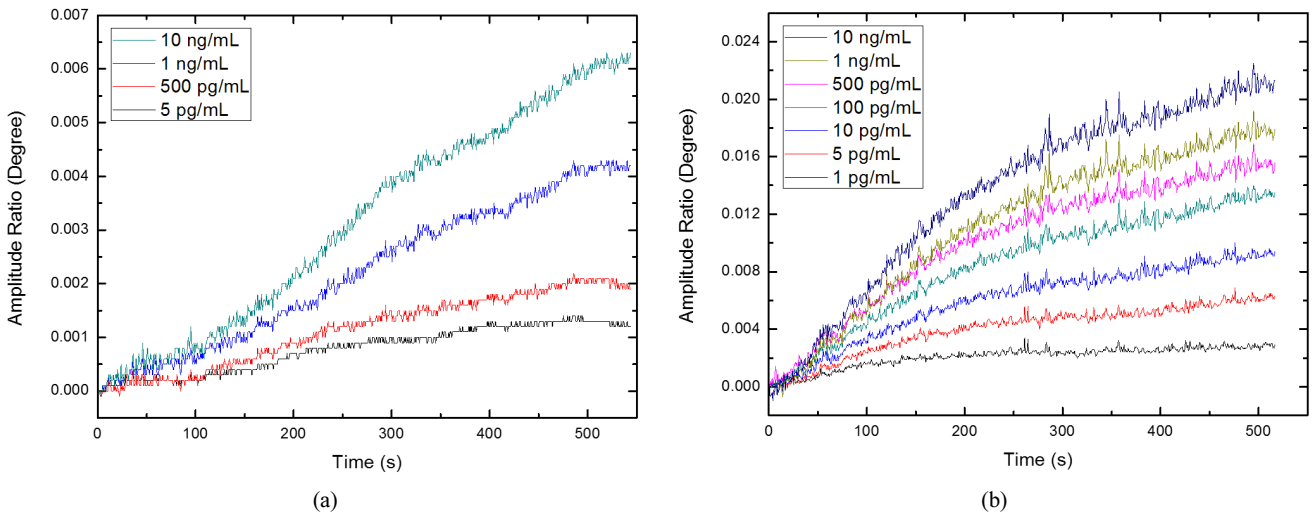 0.007
0.006
0.005
0.004
0.003
0.002
0.001
0.000
Amplitude Ratio (Degree)
10 ng/mL
1 ng/mL
500 pg/mL
5 pg/mL
0 100 200 300 400 500
Time (s)
(a)
0.024
0.020
0.016
0.012
0.008
0.004
0.000
Amplitude Ratio (Degree)
10 ng/mL
1 ng/mL
500 pg/mL
100 pg/mL
10 pg/mL
5 pg/mL
1 pg/mL
0 100 200 300 400 500
Time (s)
(b)